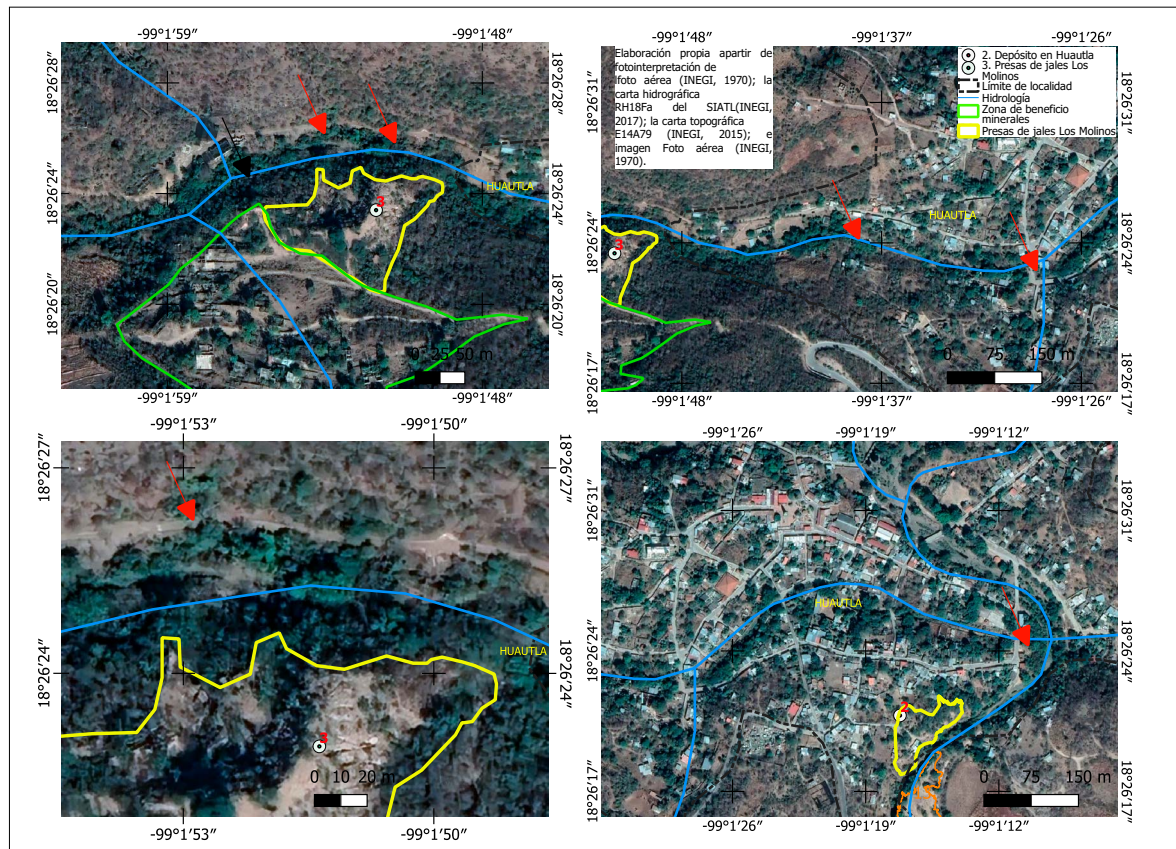 -99°1′59″
-99°1′48″
18°26′28″
18°26′28″
18°26′24″
18°26′24″
18°26′20″
18°26′20″
HUAUTLA
3
0 25 50 m
-99°1′59″
-99°1′48″
-99°1′48″
-99°1′37″
-99°1′26″
Elaboración propia apartir de
fotointerpretación de
lfoto aérea (INEGI, 1970); la
carta hidrográfica
RH18Fa del SIATL(INEGI,
2017); la carta topográfica
E14A79 (INEGI, 2015); e
imagen Foto aérea (INEGI,
1970).
2. Depósito en Huautla
3. Presas de jales Los
Molinos
Límite de localidad
Hidrología
Zona de beneficio
minerales
Presas de jales Los Molinos
18°26′31″
18°26′31″
18°26′24″
18°26′24″
18°26′17″
18°26′17″
HUAUTLA
3
0 75 150 m
-99°1′48″
-99°1′37″
-99°1′26″
-99°1′53″
-99°1′50″
18°26′27″
18°26′27″
18°26′24″
18°26′24″
HUAUTLA
3
0 10 20 m
-99°1′53″
-99°1′50″
-99°1′26″
-99°1′19″
-99°1′12″
18°26′31″
18°26′31″
18°26′24″
18°26′24″
18°26′17″
18°26′17″
HUAUTLA
2
0 75 150 m
-99°1′26″
-99°1′19″
-99°1′12″